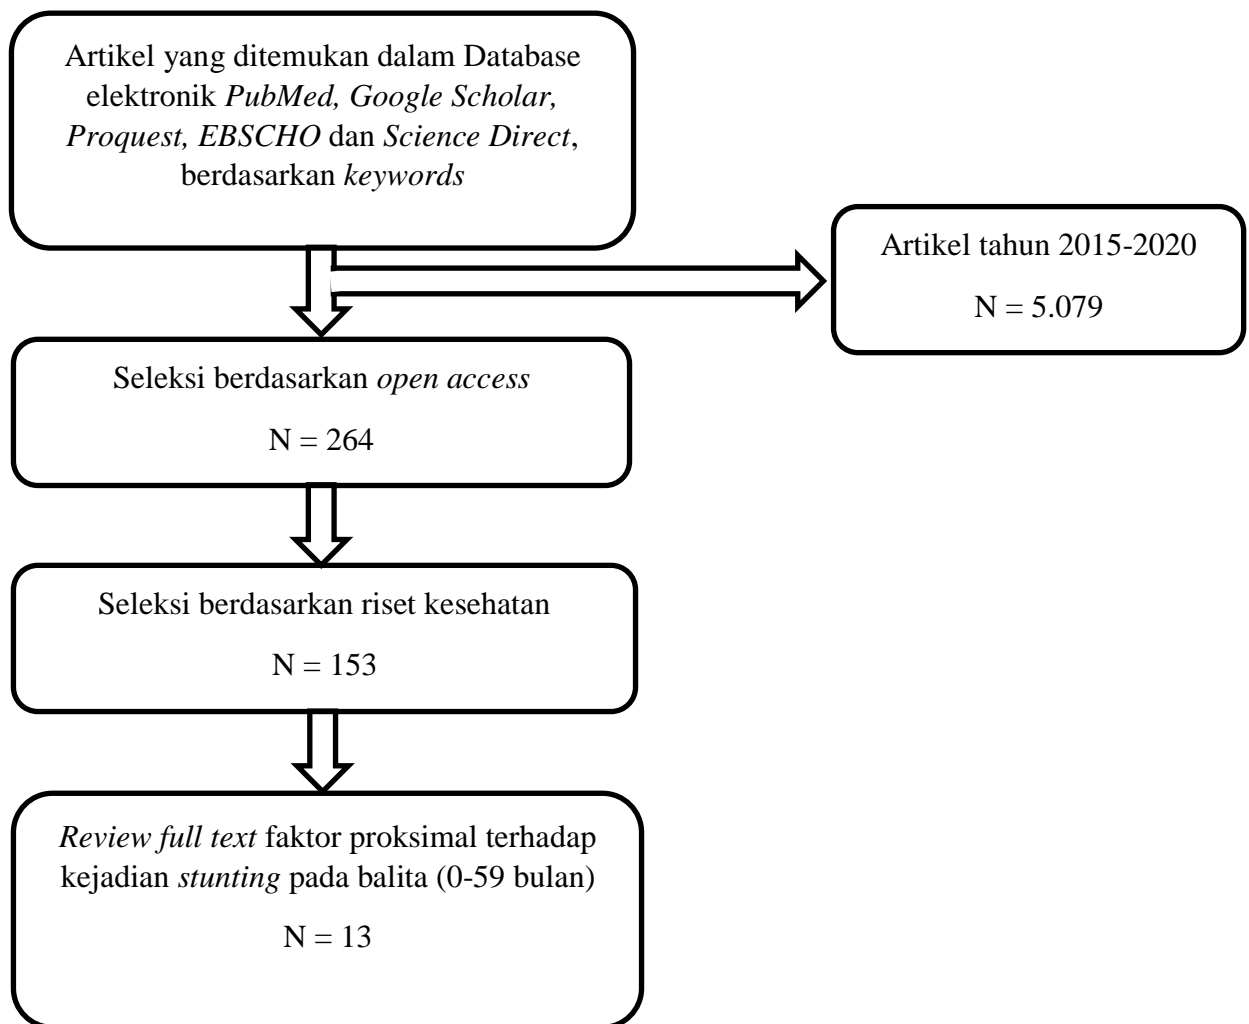 Artikel yang ditemukan dalam Database
elektronik PubMed, Google Scholar,
Proquest, EBSCHO dan Science Direct,
berdasarkan keywords
Artikel tahun 2015-2020
N = 5.079
Seleksi berdasarkan open access
N = 264
Seleksi berdasarkan riset kesehatan
N = 153
Review full text faktor proksimal terhadap
kejadian stunting pada balita (0-59 bulan)
N = 13